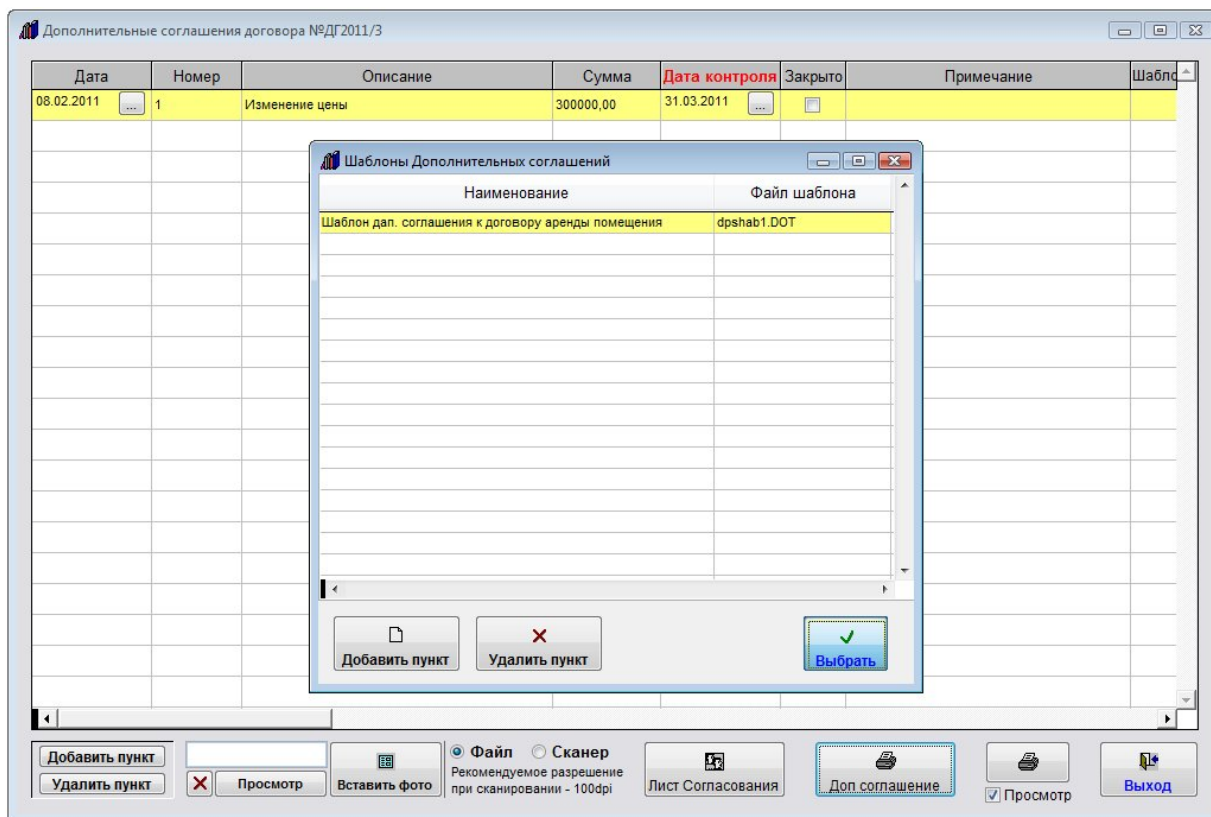 Дополнительные соглашения договора №ДГ2011/3
Дата Номер Описание Сумма Дата контроля Закрыто Примечание Шабло
08.02.2011 ... 1 Изменение цены 300000,00 31.03.2011 ...
Шаблоны Дополнительных соглашений
Наименование Файл шаблона
Шаблон дап. соглашения к договору аренды помещения dpshab1.DOT
Добавить пункт Удалить пункт Выбрать
Добавить пункт
Удалить пункт
Просмотр
Вставить фото
Файл Сканер
Рекомендуемое разрешение
при сканировании - 100dpi
Лист Согласования
Доп соглашение
Просмотр
Выход